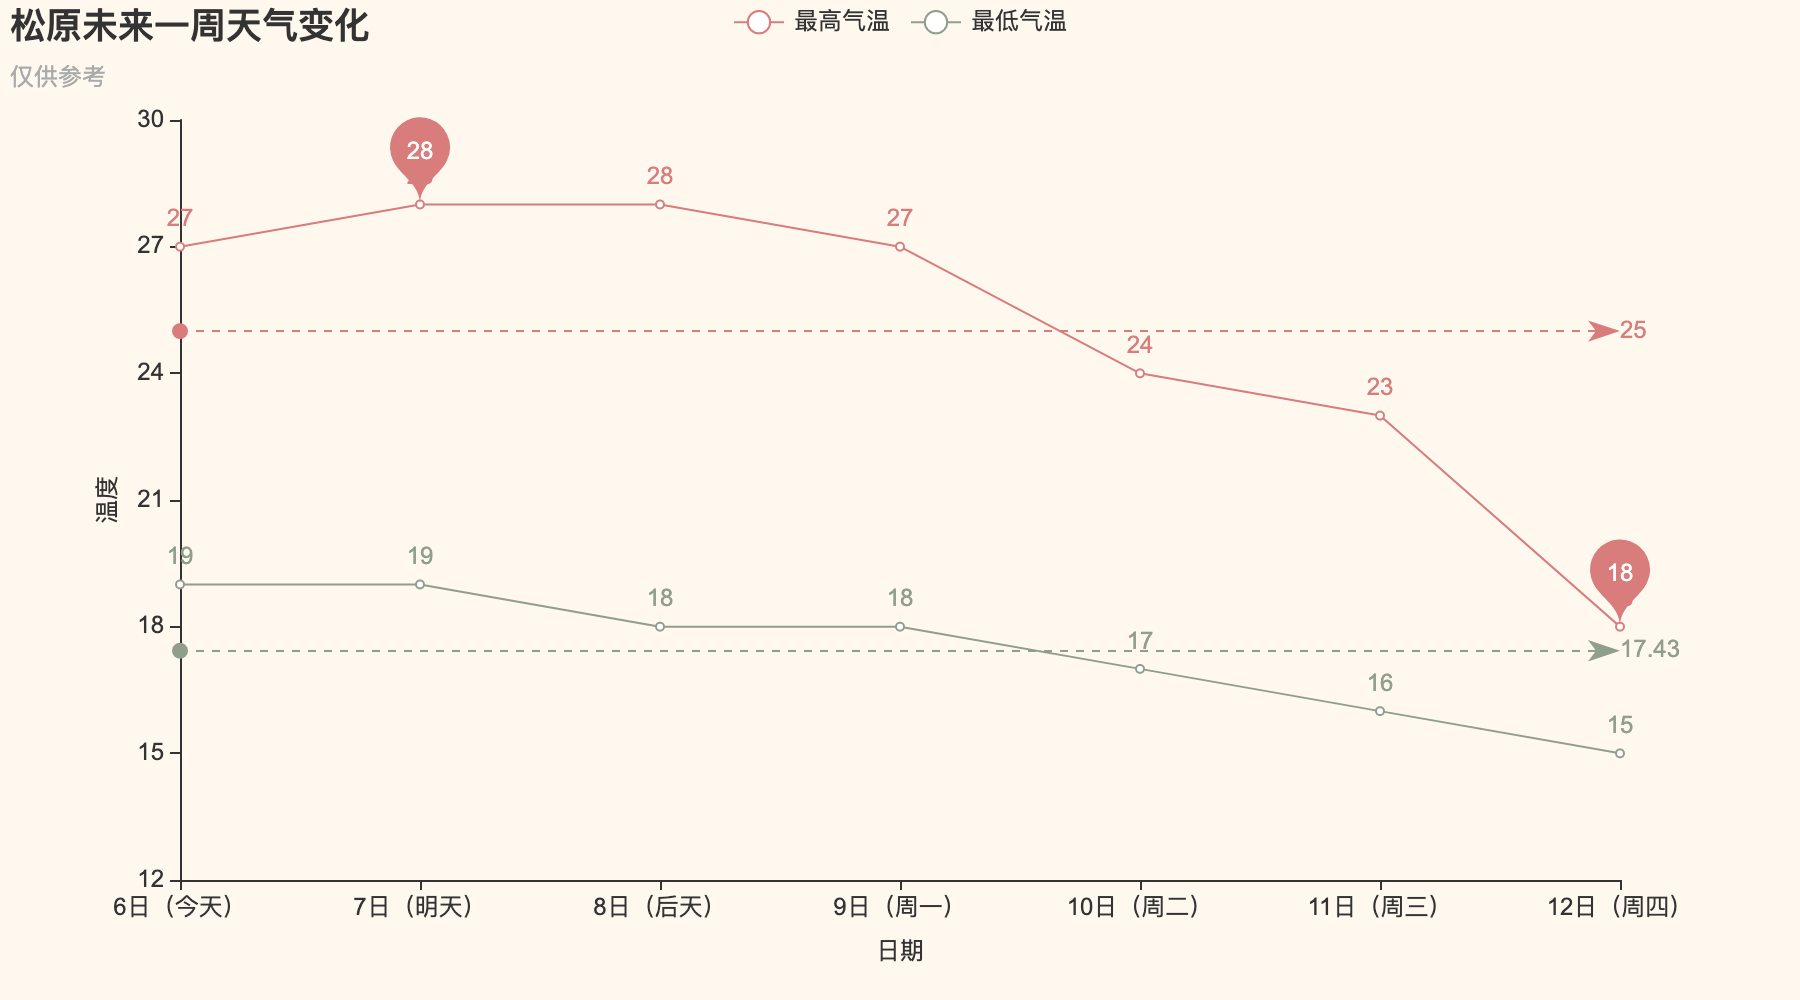 松原未来一周天气变化
仅供参考
最高气温 最低气温
30
27
24
21
18
15
12
温度
27 28 28 27 24 23 18
25
19 19 18 18 17 16 15
17.43
6日（今天） 7日（明天） 8日（后天） 9日（周一） 10日（周二） 11日（周三） 12日（周四）
日期